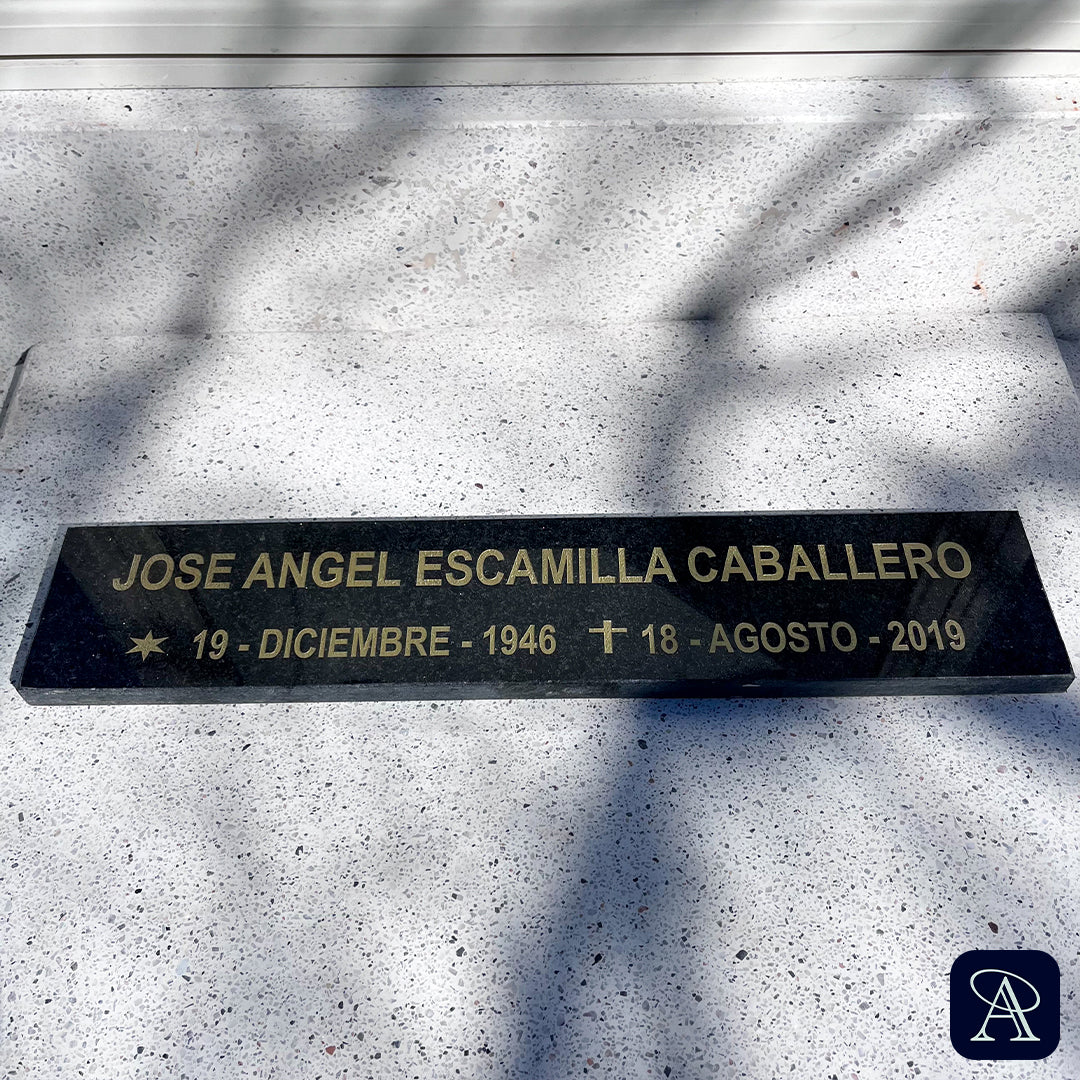 JOSE ANGEL ESCAMILLA CABALLERO
19 - DICIEMBRE - 1946 18 - AGOSTO - 2019
A